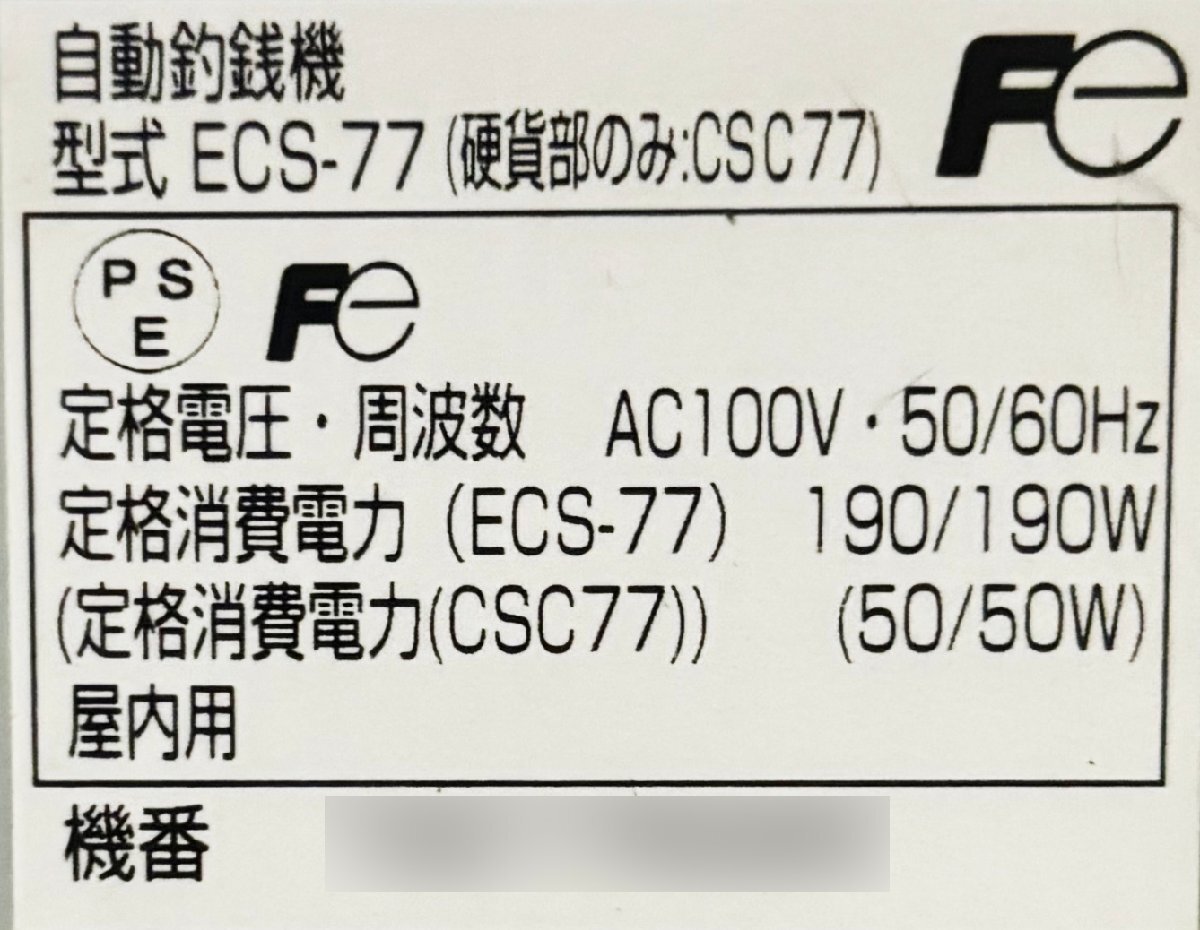 自動釣銭機
型式 ECS-77 (硬貨部のみ:CSC77)
Fe
PSE
Fe
定格電圧・周波数 AC100V・50/60Hz
定格消費電力 (ECS-77) 190/190W
(定格消費電力(CSC77)) (50/50W)
屋内用
機番